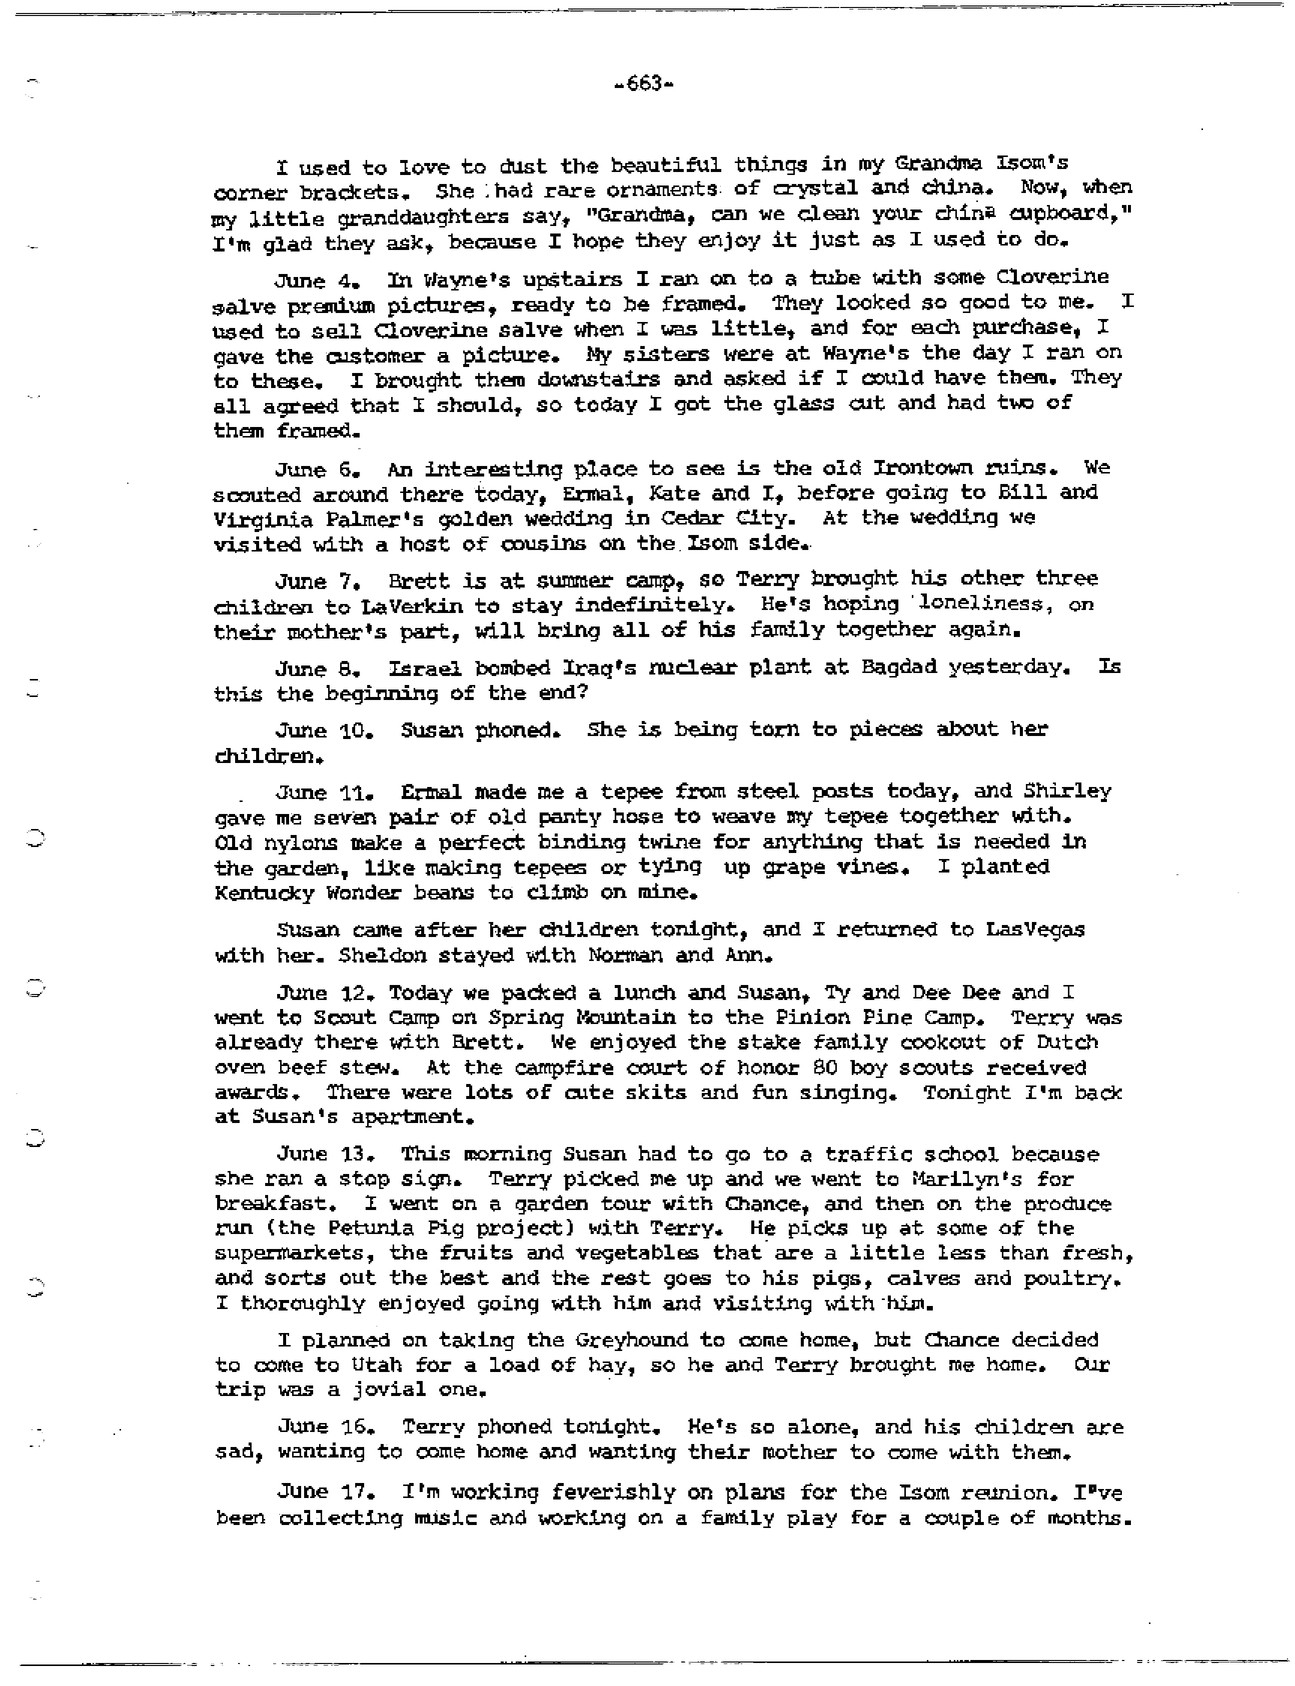 -663-
I used to love to dust the beautiful things in my Grandma Isom's
corner brackets. She had rare ornaments of crystal and china. Now, when
my little granddaughters say, "Grandma, can we clean your china cupboard,"
I'm glad they ask, because I hope they enjoy it just as I used to do.
June 4. In Wayne's upstairs I ran on to a tube with some Cloverine
salve premium pictures, ready to be framed. They looked so good to me. I
used to sell Cloverine salve when I was little, and for each purchase, I
gave the customer a picture. My sisters were at Wayne's the day I ran on
to these. I brought them downstairs and asked if I could have them. They
all agreed that I should, so today I got the glass cut and had two of
them framed.
June 6. An interesting place to see is the old Irontown ruins. We
scouted around there today, Ermal, Kate and I, before going to Bill and
Virginia Palmer's golden wedding in Cedar City. At the wedding we
visited with a host of cousins on the Isom side.
June 7. Brett is at summer camp, so Terry brought his other three
children to LaVerkin to stay indefinitely. He's hoping loneliness, on
their mother's part, will bring all of his family together again.
June 8. Israel bombed Iraq's nuclear plant at Bagdad yesterday. Is
this the beginning of the end?
June 10. Susan phoned. She is being torn to pieces about her
children.
June 11. Ermal made me a tepee from steel posts today, and Shirley
gave me seven pair of old panty hose to weave my tepee together with.
Old nylons make a perfect binding twine for anything that is needed in
the garden, like making tepees or tying up grape vines. I planted
Kentucky Wonder beans to climb on mine.
Susan came after her children tonight, and I returned to LasVegas
with her. Sheldon stayed with Norman and Ann.
June 12. Today we packed a lunch and Susan, Ty and Dee Dee and I
went to Scout Camp on Spring Mountain to the Pinion Pine Camp. Terry was
already there with Brett. We enjoyed the stake family cookout of Dutch
oven beef stew. At the campfire court of honor 80 boy scouts received
awards. There were lots of cute skits and fun singing. Tonight I'm back
at Susan's apartment.
June 13. This morning Susan had to go to a traffic school because
she ran a stop sign. Terry picked me up and we went to Marilyn's for
breakfast. I went on a garden tour with Chance, and then on the produce
run (the Petunia Pig project) with Terry. He picks up at some of the
supermarkets, the fruits and vegetables that are a little less than fresh,
and sorts out the best and the rest goes to his pigs, calves and poultry.
I thoroughly enjoyed going with him and visiting with him.
I planned on taking the Greyhound to come home, but Chance decided
to come to Utah for a load of hay, so he and Terry brought me home. Our
trip was a jovial one.
June 16. Terry phoned tonight. He's so alone, and his children are
sad, wanting to come home and wanting their mother to come with them.
June 17. I'm working feverishly on plans for the Isom reunion. I"ve
been collecting music and working on a family play for a couple of months.